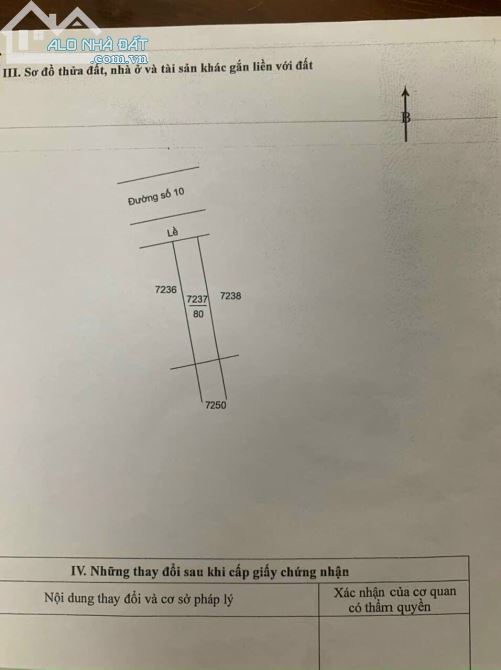 ALO NHÀ ĐẤT
III. Sơ đồ thửa đất, nhà ở và tài sản khác gắn liền với đất
B
Đường số 10
Lề
7236
7237
80
7238
7250
IV. Những thay đổi sau khi cấp giấy chứng nhận
Nội dung thay đổi và cơ sở pháp lý
Xác nhận của cơ quan
có thẩm quyền